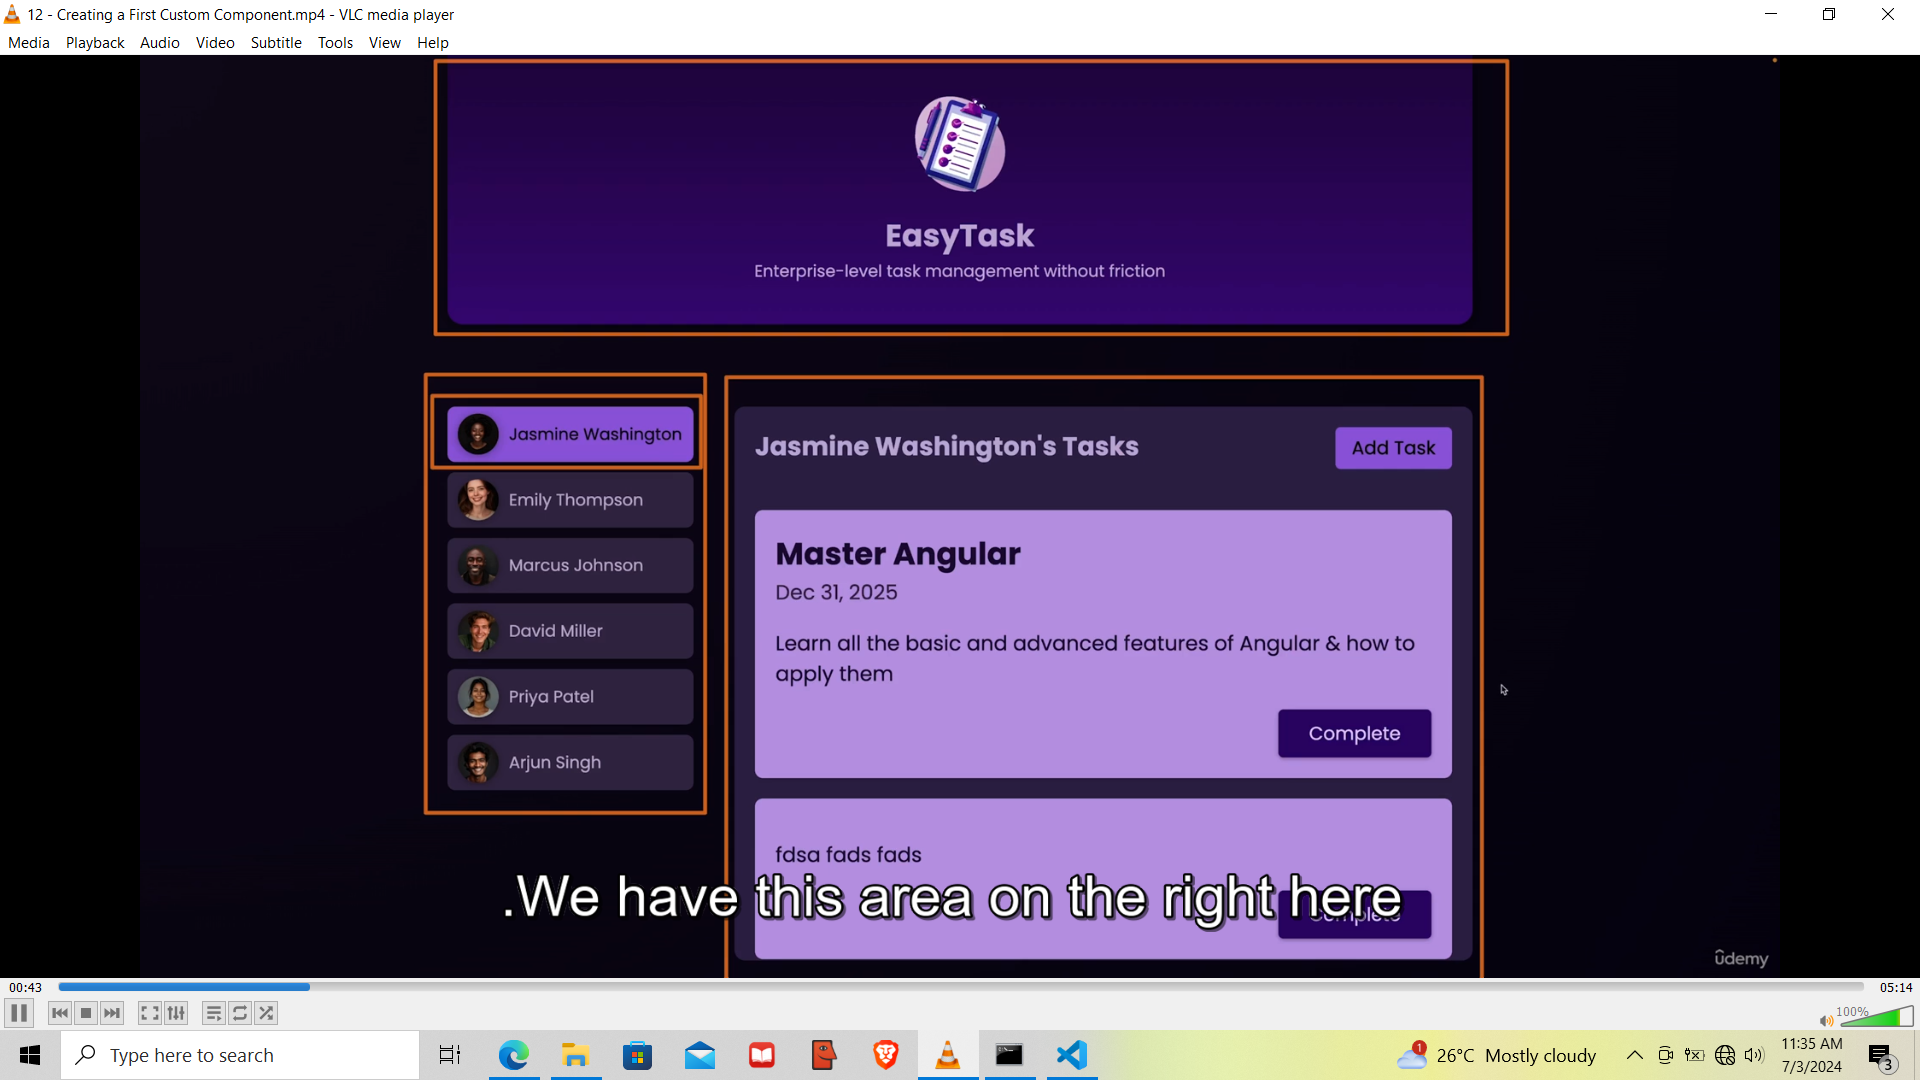 12 - Creating a First Custom Component.mp4 - VLC media player
Media Playback Audio Video Subtitle Tools View Help
EasyTask
Enterprise-level task management without friction
Jasmine Washington
Emily Thompson
Marcus Johnson
David Miller
Priya Patel
Arjun Singh
Jasmine Washington's Tasks
Add Task
Master Angular
Dec 31, 2025
Learn all the basic and advanced features of Angular & how to
apply them
Complete
fdsa fads fads
Complete
.We have this area on the right here
ûdemy
00:43
05:14
100%
Type here to search
1
26°C Mostly cloudy
11:35 AM
7/3/2024
3